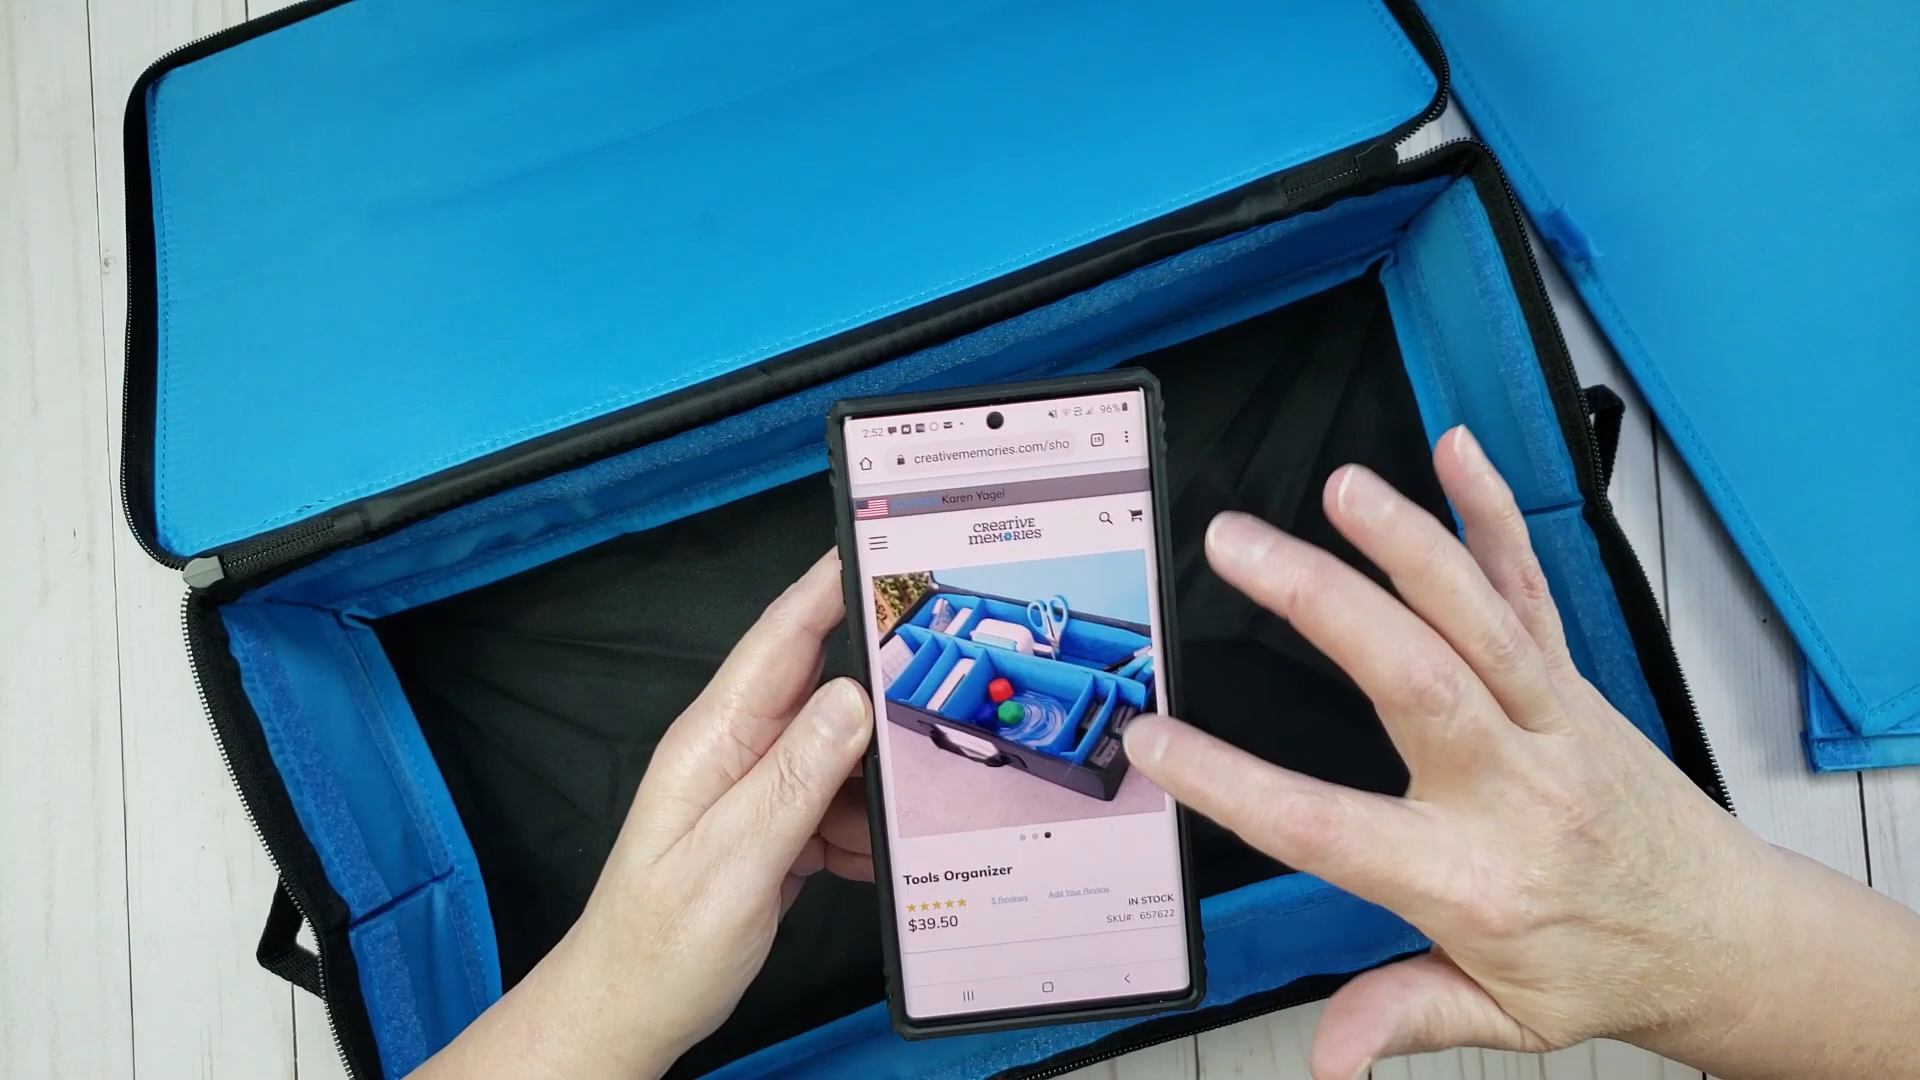 2:52
96%
creativememories.com/sho
15
Karen Yagel
CREATIVE
MEMORIES
Tools Organizer
5 Reviews
Add Your Review
IN STOCK
$39.50
SKU#: 657622